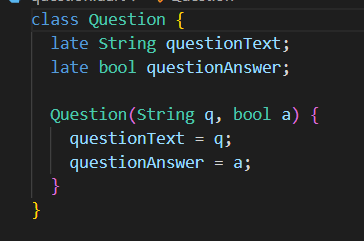 class Question {
  late String questionText;
  late bool questionAnswer;

  Question(String q, bool a) {
    questionText = q;
    questionAnswer = a;
  }
}